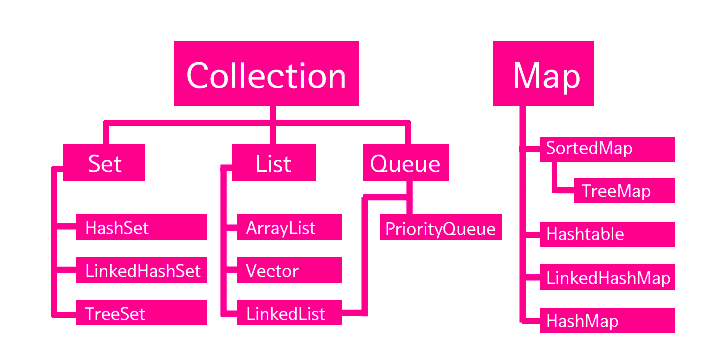 Collection
Map
Set
List
Queue
SortedMap
TreeMap
HashSet
ArrayList
PriorityQueue
Hashtable
LinkedHashSet
Vector
LinkedHashMap
TreeSet
LinkedList
HashMap